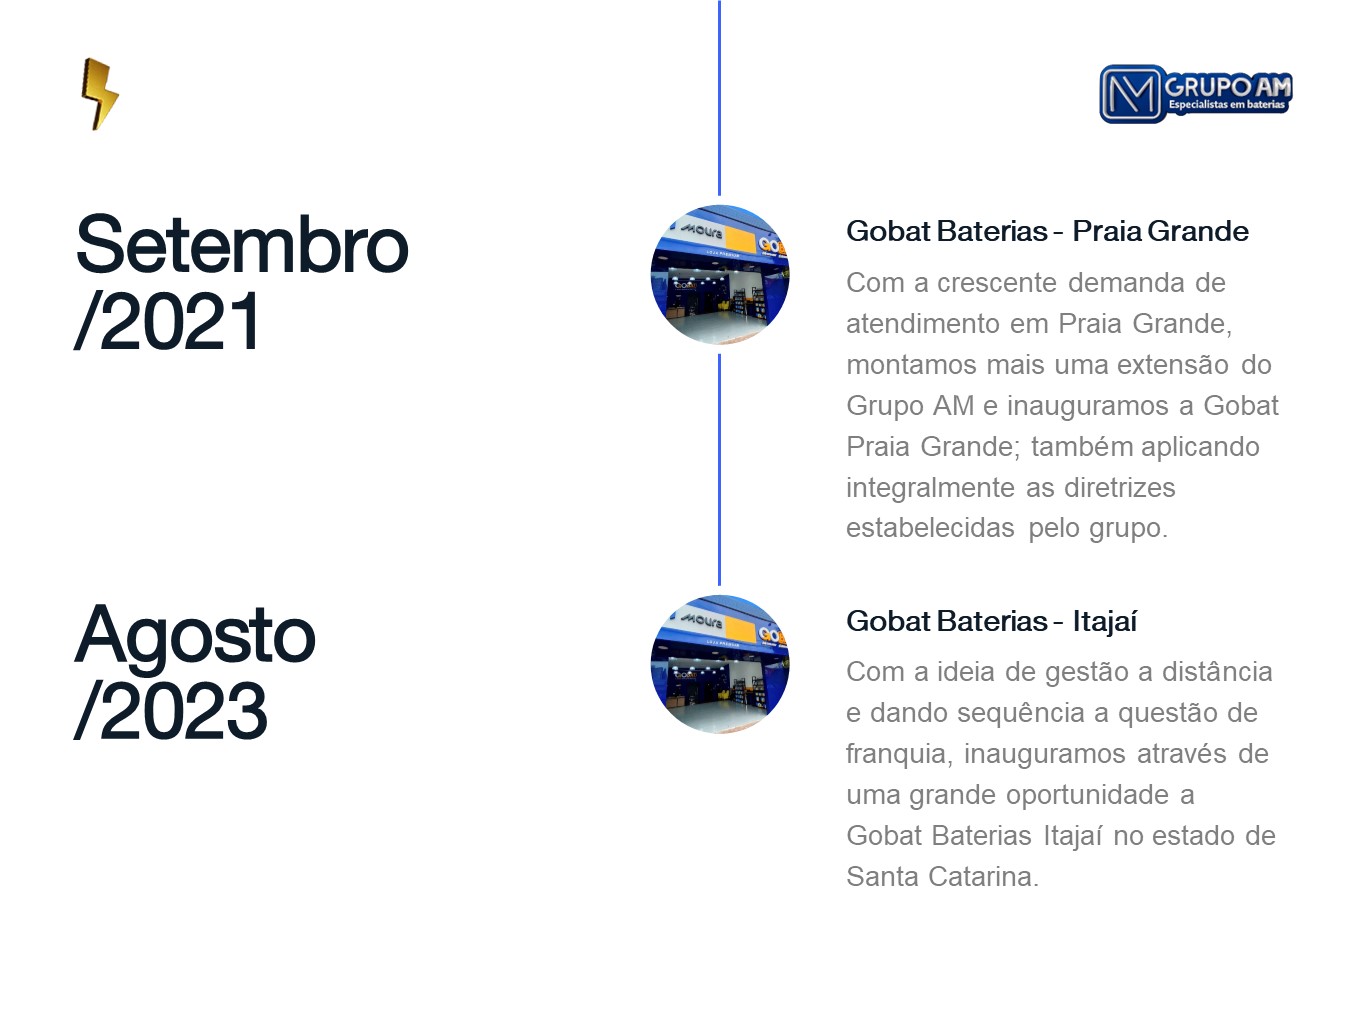 GRUPO AM
Especialistas em baterias
Setembro
/2021
moura
Gobat Baterias - Praia Grande
Com a crescente demanda de
atendimento em Praia Grande,
montamos mais uma extensão do
Grupo AM e inauguramos a Gobat
Praia Grande; também aplicando
integralmente as diretrizes
estabelecidas pelo grupo.
Agosto
/2023
moura
Gobat Baterias - Itajaí
Com a ideia de gestão a distância
e dando sequência a questão de
franquia, inauguramos através de
uma grande oportunidade a
Gobat Baterias Itajaí no estado de
Santa Catarina.